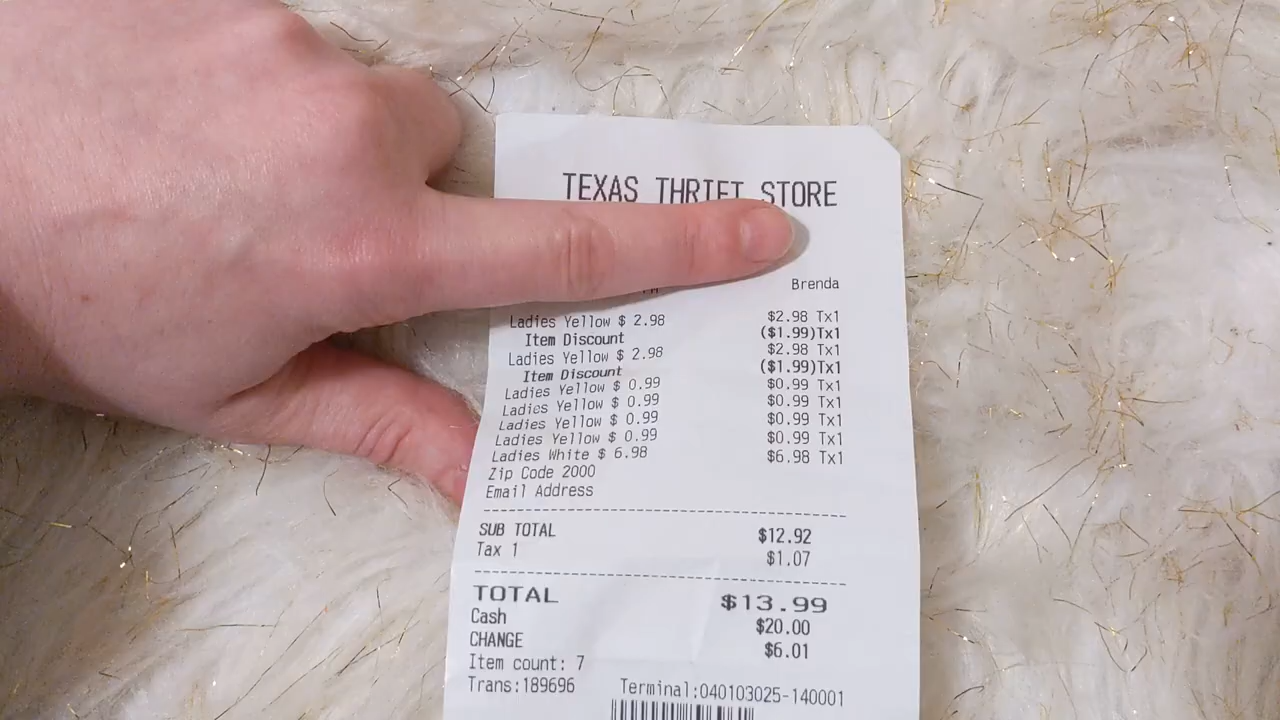 TEXAS THRIFT STORE
PM Brenda
Ladies Yellow $ 2.98 $2.98 Tx1
Item Discount ($1.99)Tx1
Ladies Yellow $ 2.98 $2.98 Tx1
Item Discount ($1.99)Tx1
Ladies Yellow $ 0.99 $0.99 Tx1
Ladies Yellow $ 0.99 $0.99 Tx1
Ladies Yellow $ 0.99 $0.99 Tx1
Ladies Yellow $ 0.99 $0.99 Tx1
Ladies White $ 6.98 $6.98 Tx1
Zip Code 2000
Email Address
SUB TOTAL $12.92
Tax 1 $1.07
TOTAL $13.99
Cash $20.00
CHANGE $6.01
Item count: 7
Trans:189696 Terminal:040103025-140001